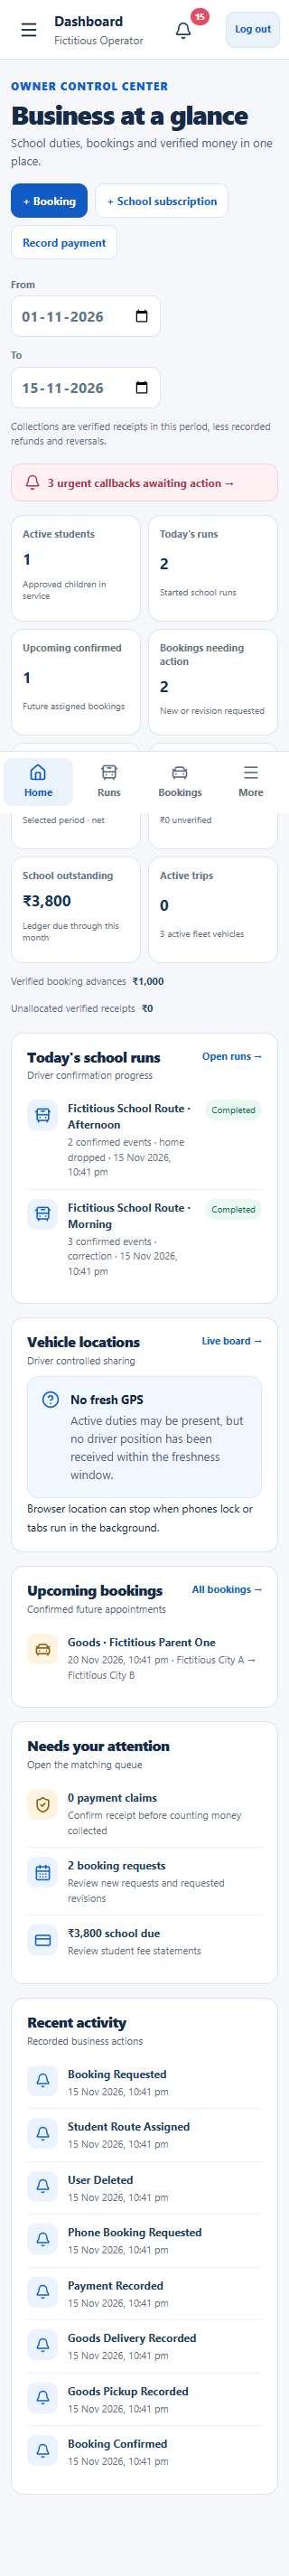 Dashboard
Fictitious Operator
15
Log out
OWNER CONTROL CENTER
Business at a glance
School duties, bookings and verified money in one
place.
+ Booking
+ School subscription
Record payment
From
01-11-2026
To
15-11-2026
Collections are verified receipts in this period, less recorded
refunds and reversals.
3 urgent callbacks awaiting action →
Active students
1
Approved children in
service
Today's runs
2
Started school runs
Upcoming confirmed
1
Future assigned bookings
Bookings needing
action
2
New or revision requested
Home
Runs
Bookings
More
Selected period · net
₹0 unverified
School outstanding
₹3,800
Ledger due through this
month
Active trips
0
3 active fleet vehicles
Verified booking advances ₹1,000
Unallocated verified receipts ₹0
Today's school runs
Open runs →
Driver confirmation progress
Fictitious School Route ·
Afternoon
Completed
2 confirmed events · home
dropped · 15 Nov 2026,
10:41 pm
Fictitious School Route ·
Morning
Completed
3 confirmed events ·
correction · 15 Nov 2026,
10:41 pm
Vehicle locations
Live board →
Driver controlled sharing
No fresh GPS
Active duties may be present, but
no driver position has been
received within the freshness
window.
Browser location can stop when phones lock or
tabs run in the background.
Upcoming bookings
All bookings →
Confirmed future appointments
Goods · Fictitious Parent One
20 Nov 2026, 10:41 pm · Fictitious City A →
Fictitious City B
Needs your attention
Open the matching queue
0 payment claims
Confirm receipt before counting money
collected
2 booking requests
Review new requests and requested
revisions
₹3,800 school due
Review student fee statements
Recent activity
Recorded business actions
Booking Requested
15 Nov 2026, 10:41 pm
Student Route Assigned
15 Nov 2026, 10:41 pm
User Deleted
15 Nov 2026, 10:41 pm
Phone Booking Requested
15 Nov 2026, 10:41 pm
Payment Recorded
15 Nov 2026, 10:41 pm
Goods Delivery Recorded
15 Nov 2026, 10:41 pm
Goods Pickup Recorded
15 Nov 2026, 10:41 pm
Booking Confirmed
15 Nov 2026, 10:41 pm